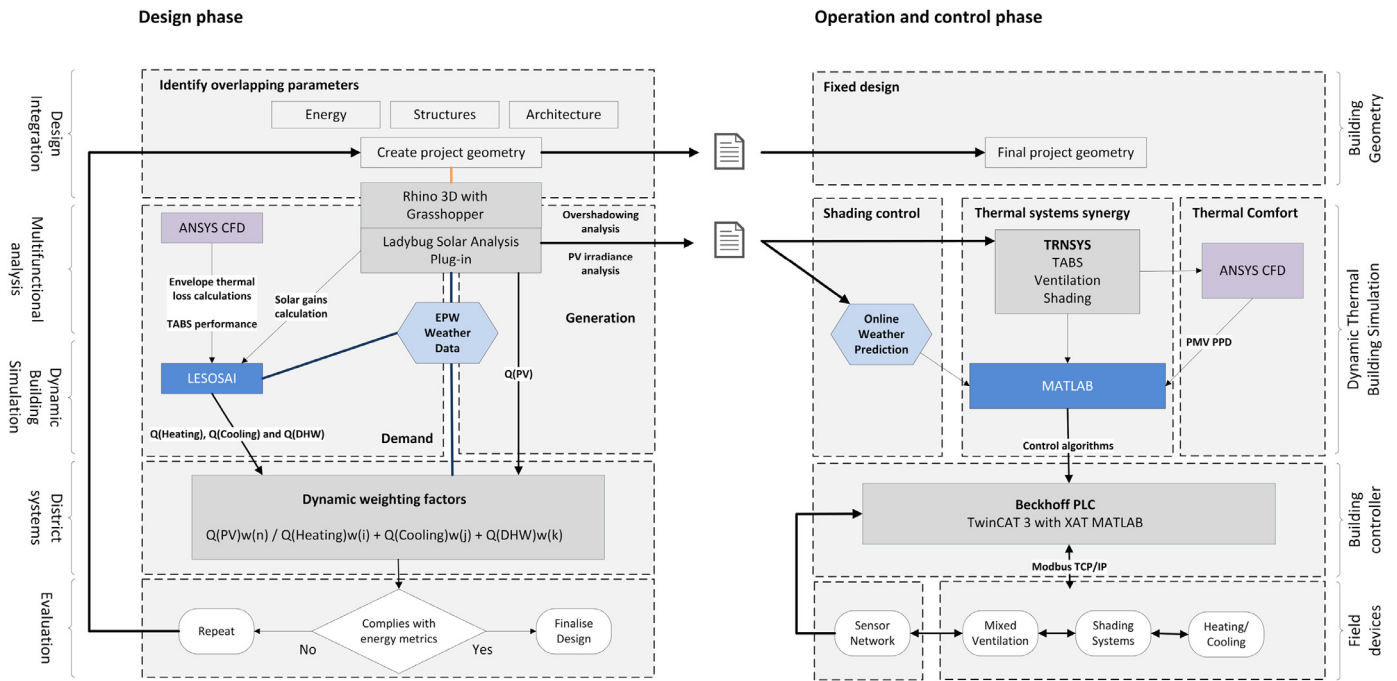 Design phase
Operation and control phase
Design
Integration
Identify overlapping parameters
Energy
Structures
Architecture
Create project geometry
Fixed design
Final project geometry
Building
Geometry
Multifunctional
analysis
Rhino 3D with
Grasshopper
Ladybug Solar Analysis
Plug-in
ANSYS CFD
Envelope thermal
loss calculations
TABS performance
Solar gains
calculation
Overshadowing
analysis
PV irradiance
analysis
EPW
Weather
Data
Generation
Dynamic
Building
Simulation
LESOSAI
Q(PV)
Q(Heating), Q(Cooling) and Q(DHW)
Demand
Shading control
Online
Weather
Prediction
Thermal systems synergy
TRNSYS
TABS
Ventilation
Shading
Thermal Comfort
ANSYS CFD
PMV PPD
MATLAB
Control algorithms
Dynamic Thermal
Building Simulation
District
systems
Dynamic weighting factors
Q(PV)w(n) / Q(Heating)w(i) + Q(Cooling)w(j) + Q(DHW)w(k)
Beckhoff PLC
TwinCAT 3 with XAT MATLAB
Modbus TCP/IP
Building
controller
Evaluation
Repeat
No
Complies with
energy metrics
Yes
Finalise
Design
Sensor
Network
Mixed
Ventilation
Shading
Systems
Heating/
Cooling
Field
devices